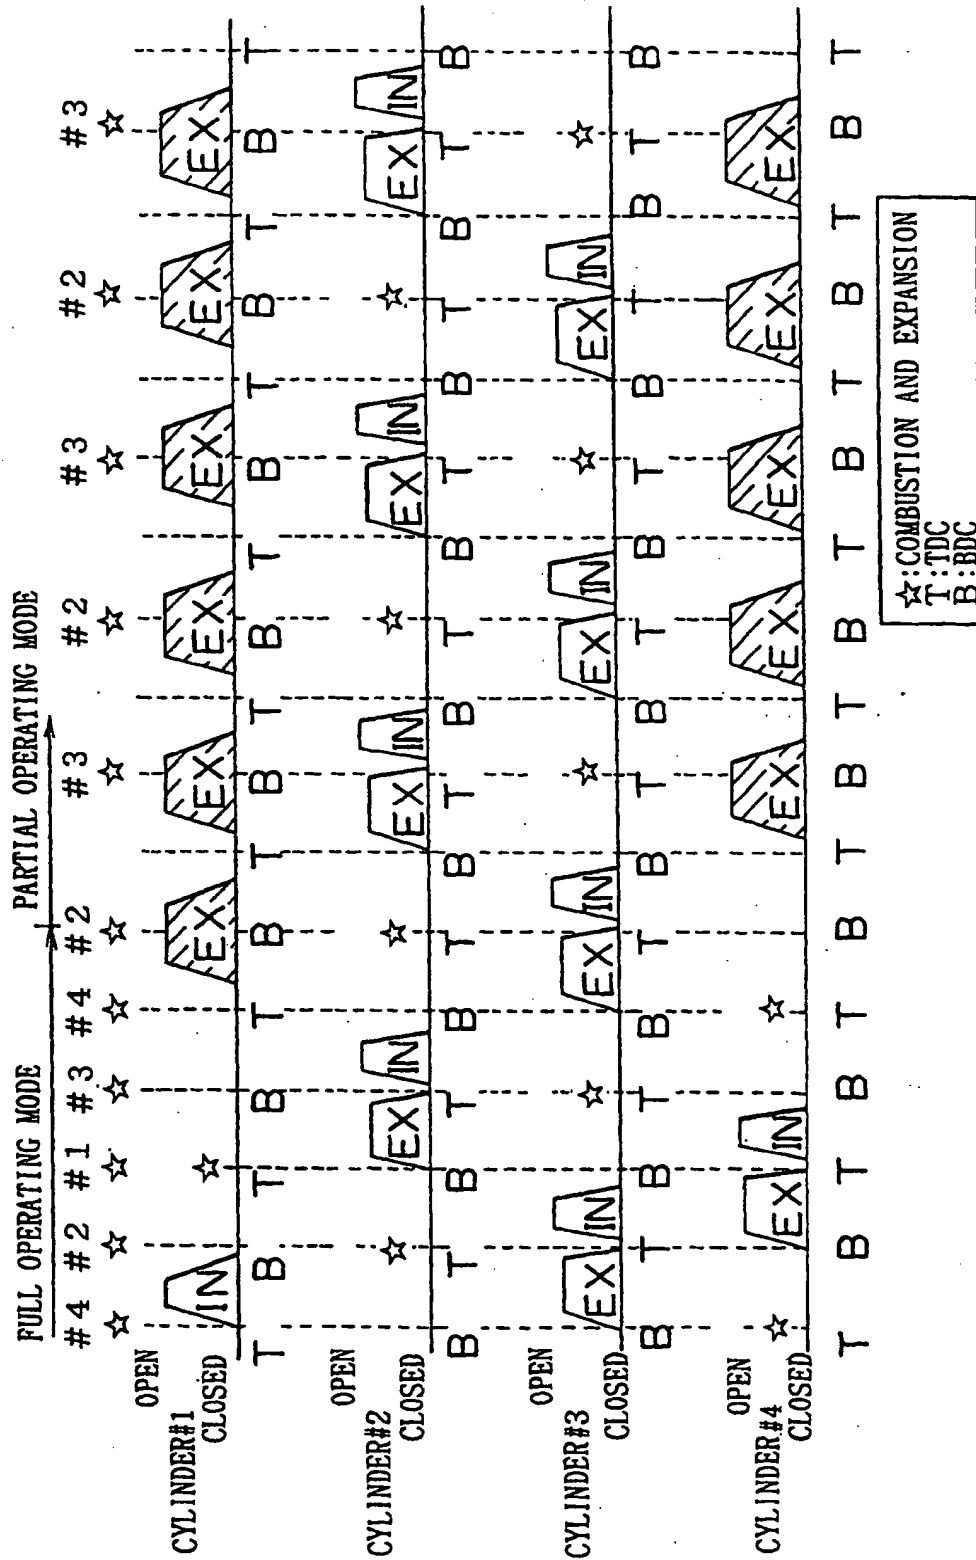 FULL OPERATING MODE PARTIAL OPERATING MODE
#4 #2 #1 #3 #4 #2 #3 #2 #3 #2 #3
☆ ☆ ☆ ☆ ☆ ☆ ☆ ☆ ☆ ☆ ☆
OPEN
CYLINDER#1
CLOSED
IN ☆ EX EX EX EX EX EX
T B T B T B T B T B T B T B T B T
OPEN
CYLINDER#2
CLOSED
☆ EX IN ☆ EX IN ☆ EX IN ☆ EX IN
B T B T B T B T B T B T B T B T B
OPEN
CYLINDER#3
CLOSED
EX IN ☆ EX IN ☆ EX IN ☆ EX IN ☆
B T B T B T B T B T B T B T B T B
OPEN
CYLINDER#4
CLOSED
☆ EX IN ☆ EX EX EX EX EX
T B T B T B T B T B T B T B T B T
☆:COMBUSTION AND EXPANSION
T:TDC
B:BDC